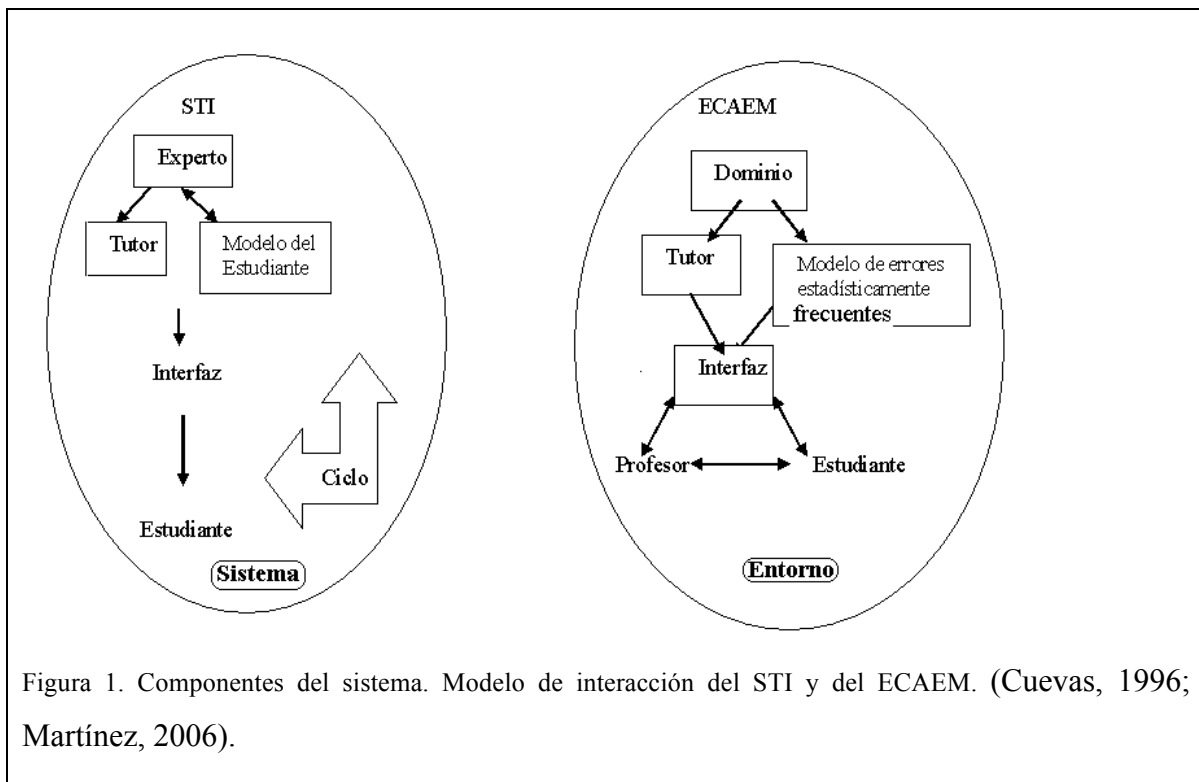 STI
Experto
Tutor
Modelo del
Estudiante
Interfaz
Ciclo
Estudiante
Sistema
ECAEM
Dominio
Tutor
Modelo de errores
estadísticamente
frecuentes
Interfaz
Profesor
Estudiante
Entorno
Figura 1. Componentes del sistema. Modelo de interacción del STI y del ECAEM. (Cuevas, 1996;
Martínez, 2006).